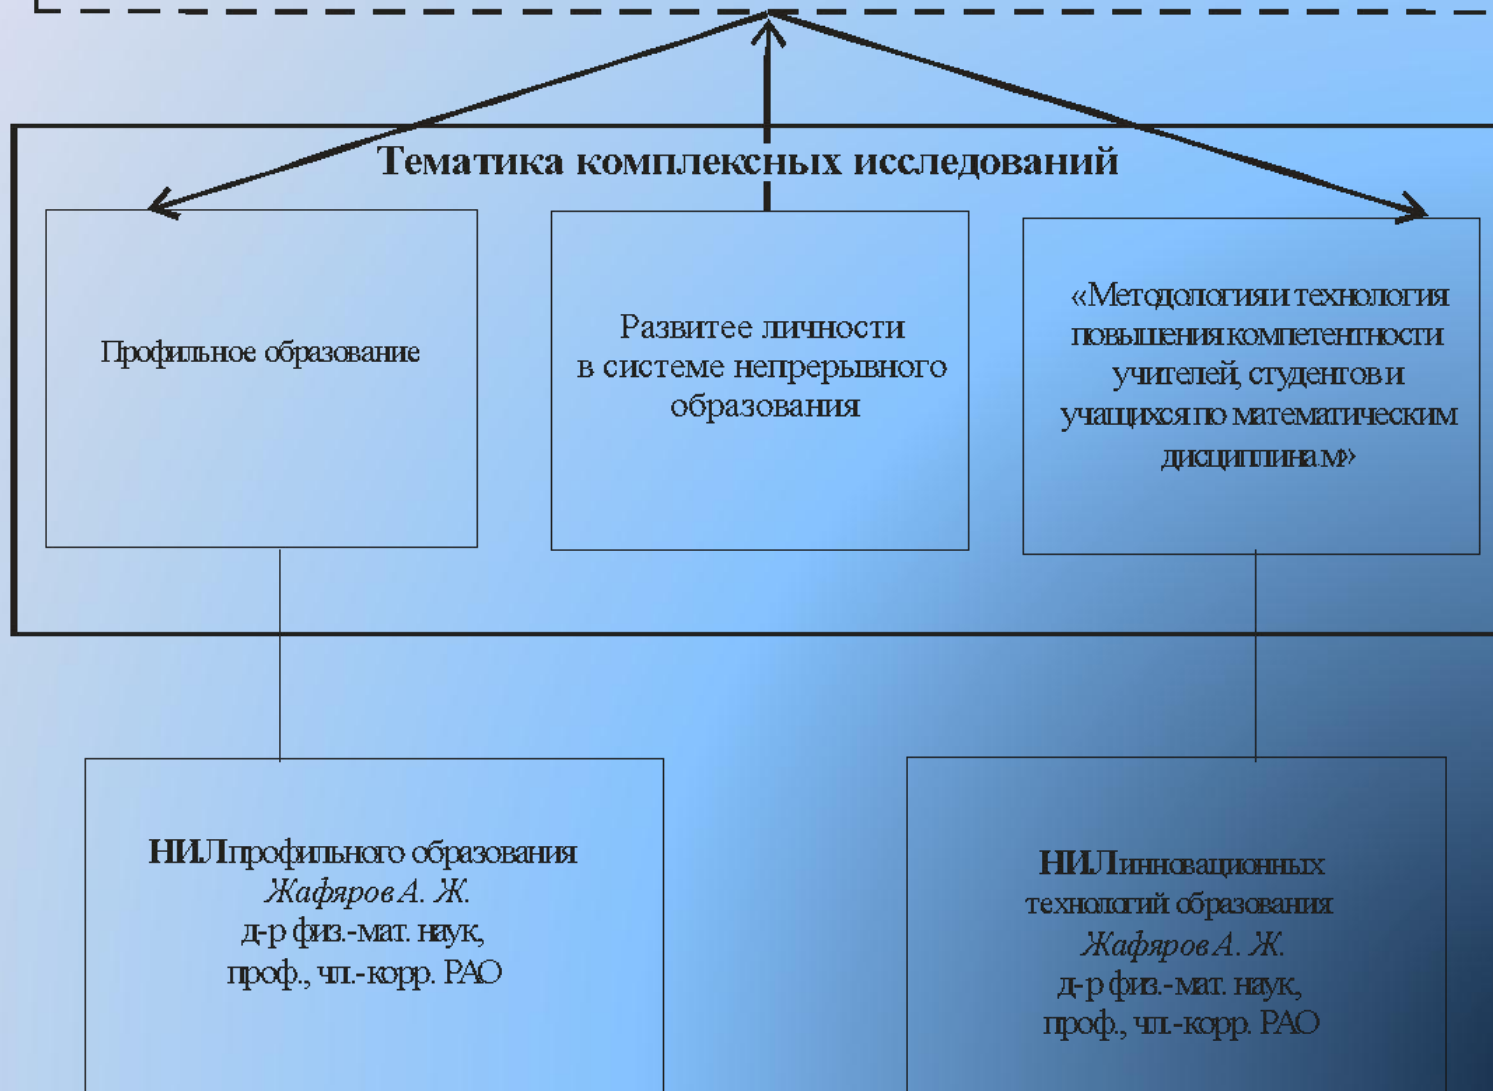 Тематика комплексных исследований
Профильное образование
Развитее личности
в системе непрерывного
образования
«Методология и технология
повышения компетентности
учителей, студентов и
учащихся по математическим
дисциплинам»
НИЛ профильного образования
Жафяров А. Ж.
д-р физ.-мат. наук,
проф., чл.-корр. РАО
НИЛ инновационных
технологий образования
Жафяров А. Ж.
д-р физ.-мат. наук,
проф., чл.-корр. РАО